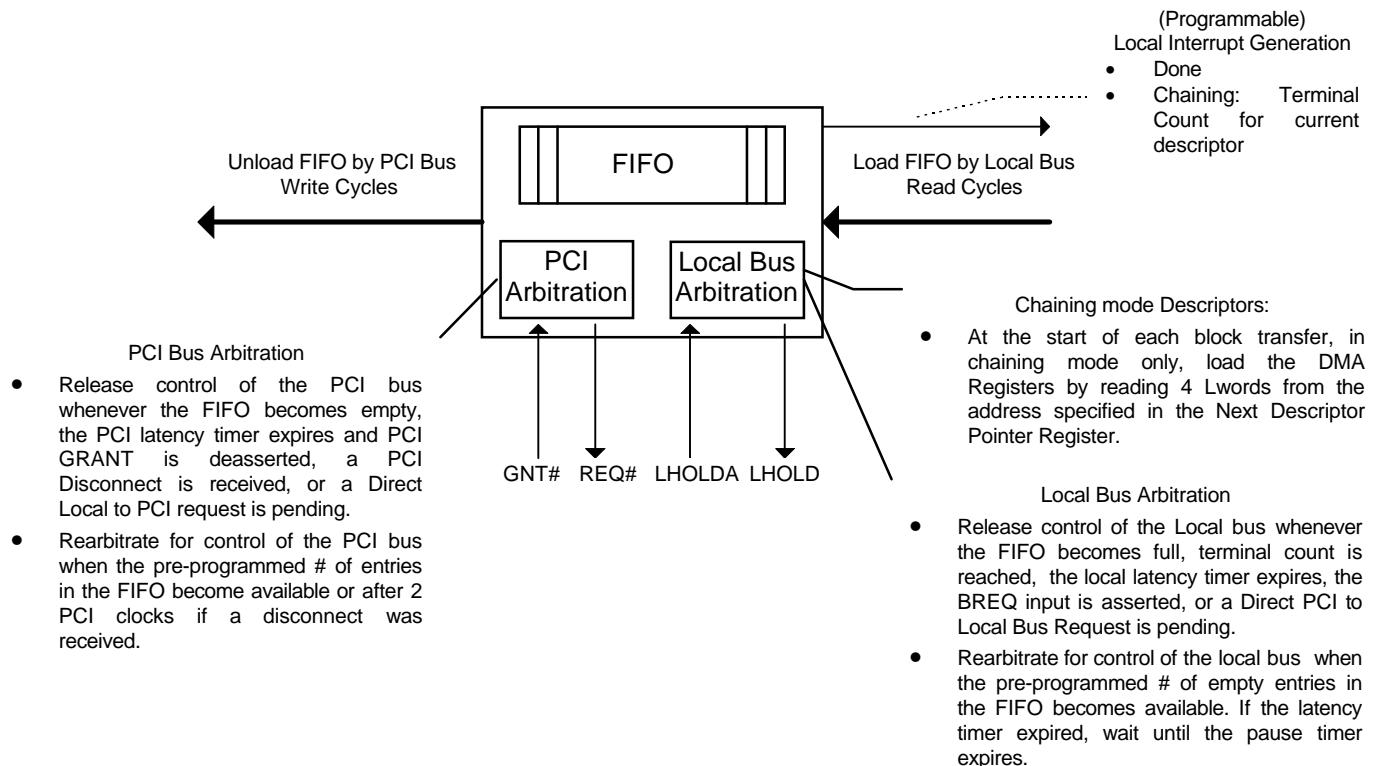 (Programmable)
Local Interrupt Generation
• Done
• Chaining: Terminal
Count for current
descriptor
Unload FIFO by PCI Bus
Write Cycles
FIFO
Load FIFO by Local Bus
Read Cycles
PCI
Arbitration
Local Bus
Arbitration
GNT# REQ# LHOLDA LHOLD
PCI Bus Arbitration
• Release control of the PCI bus
whenever the FIFO becomes empty,
the PCI latency timer expires and PCI
GRANT is deasserted, a PCI
Disconnect is received, or a Direct
Local to PCI request is pending.
• Rearbitrate for control of the PCI bus
when the pre-programmed # of entries
in the FIFO become available or after 2
PCI clocks if a disconnect was
received.
Chaining mode Descriptors:
• At the start of each block transfer, in
chaining mode only, load the DMA
Registers by reading 4 Lwords from the
address specified in the Next Descriptor
Pointer Register.
Local Bus Arbitration
• Release control of the Local bus whenever
the FIFO becomes full, terminal count is
reached, the local latency timer expires, the
BREQ input is asserted, or a Direct PCI to
Local Bus Request is pending.
• Rearbitrate for control of the local bus when
the pre-programmed # of empty entries in
the FIFO becomes available. If the latency
timer expired, wait until the pause timer
expires.